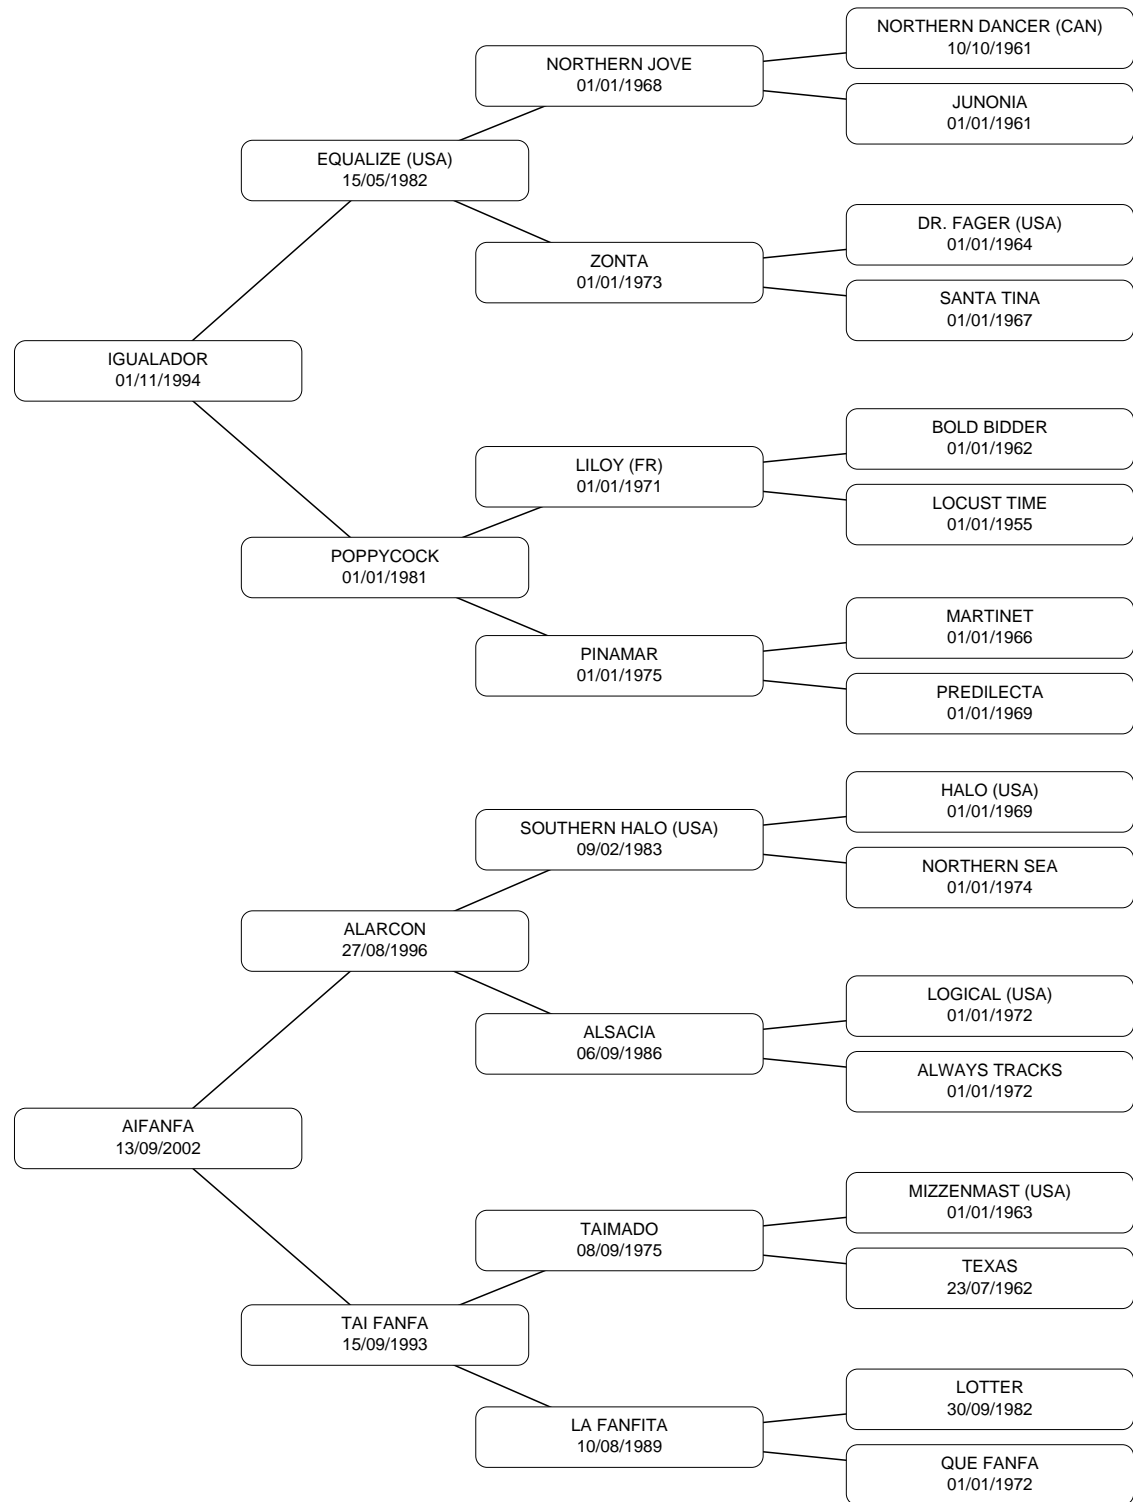 NORTHERN DANCER (CAN)
10/10/1961
NORTHERN JOVE
01/01/1968
JUNONIA
01/01/1961
EQUALIZE (USA)
15/05/1982
DR. FAGER (USA)
01/01/1964
ZONTA
01/01/1973
SANTA TINA
01/01/1967
IGUALADOR
01/11/1994
BOLD BIDDER
01/01/1962
LILOY (FR)
01/01/1971
LOCUST TIME
01/01/1955
POPPYCOCK
01/01/1981
MARTINET
01/01/1966
PINAMAR
01/01/1975
PREDILECTA
01/01/1969
HALO (USA)
01/01/1969
SOUTHERN HALO (USA)
09/02/1983
NORTHERN SEA
01/01/1974
ALARCON
27/08/1996
LOGICAL (USA)
01/01/1972
ALSACIA
06/09/1986
ALWAYS TRACKS
01/01/1972
AIFANFA
13/09/2002
MIZZENMAST (USA)
01/01/1963
TAIMADO
08/09/1975
TEXAS
23/07/1962
TAI FANFA
15/09/1993
LOTTER
30/09/1982
LA FANFITA
10/08/1989
QUE FANFA
01/01/1972